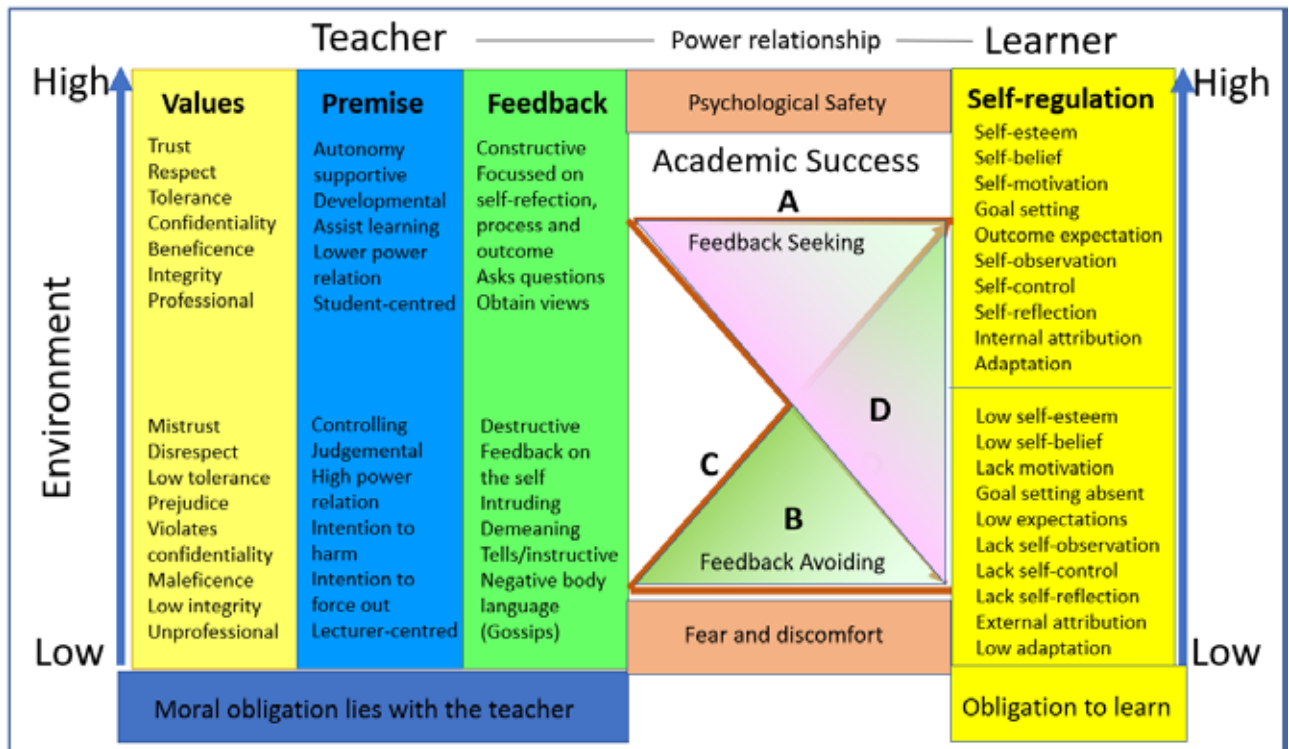 Teacher
Power relationship
Learner
High
High
Values
Trust
Respect
Tolerance
Confidentiality
Beneficence
Integrity
Professional
Mistrust
Disrespect
Low tolerance
Prejudice
Violates
confidentiality
Maleficence
Low integrity
Unprofessional
Premise
Autonomy
supportive
Developmental
Assist learning
Lower power
relation
Student-centred
Controlling
Judgemental
High power
relation
Intention to
harm
Intention to
force out
Lecturer-centred
Feedback
Constructive
Focussed on
self-refection,
process and
outcome
Asks questions
Obtain views
Destructive
Feedback on
the self
Intruding
Demeaning
Tells/instructive
Negative body
language
(Gossips)
Psychological Safety
Academic Success
A
Feedback Seeking
D
C
B
Feedback Avoiding
Fear and discomfort
Self-regulation
Self-esteem
Self-belief
Self-motivation
Goal setting
Outcome expectation
Self-observation
Self-control
Self-reflection
Internal attribution
Adaptation
Low self-esteem
Low self-belief
Lack motivation
Goal setting absent
Low expectations
Lack self-observation
Lack self-control
Lack self-reflection
External attribution
Low adaptation
Environment
Low
Low
Moral obligation lies with the teacher
Obligation to learn